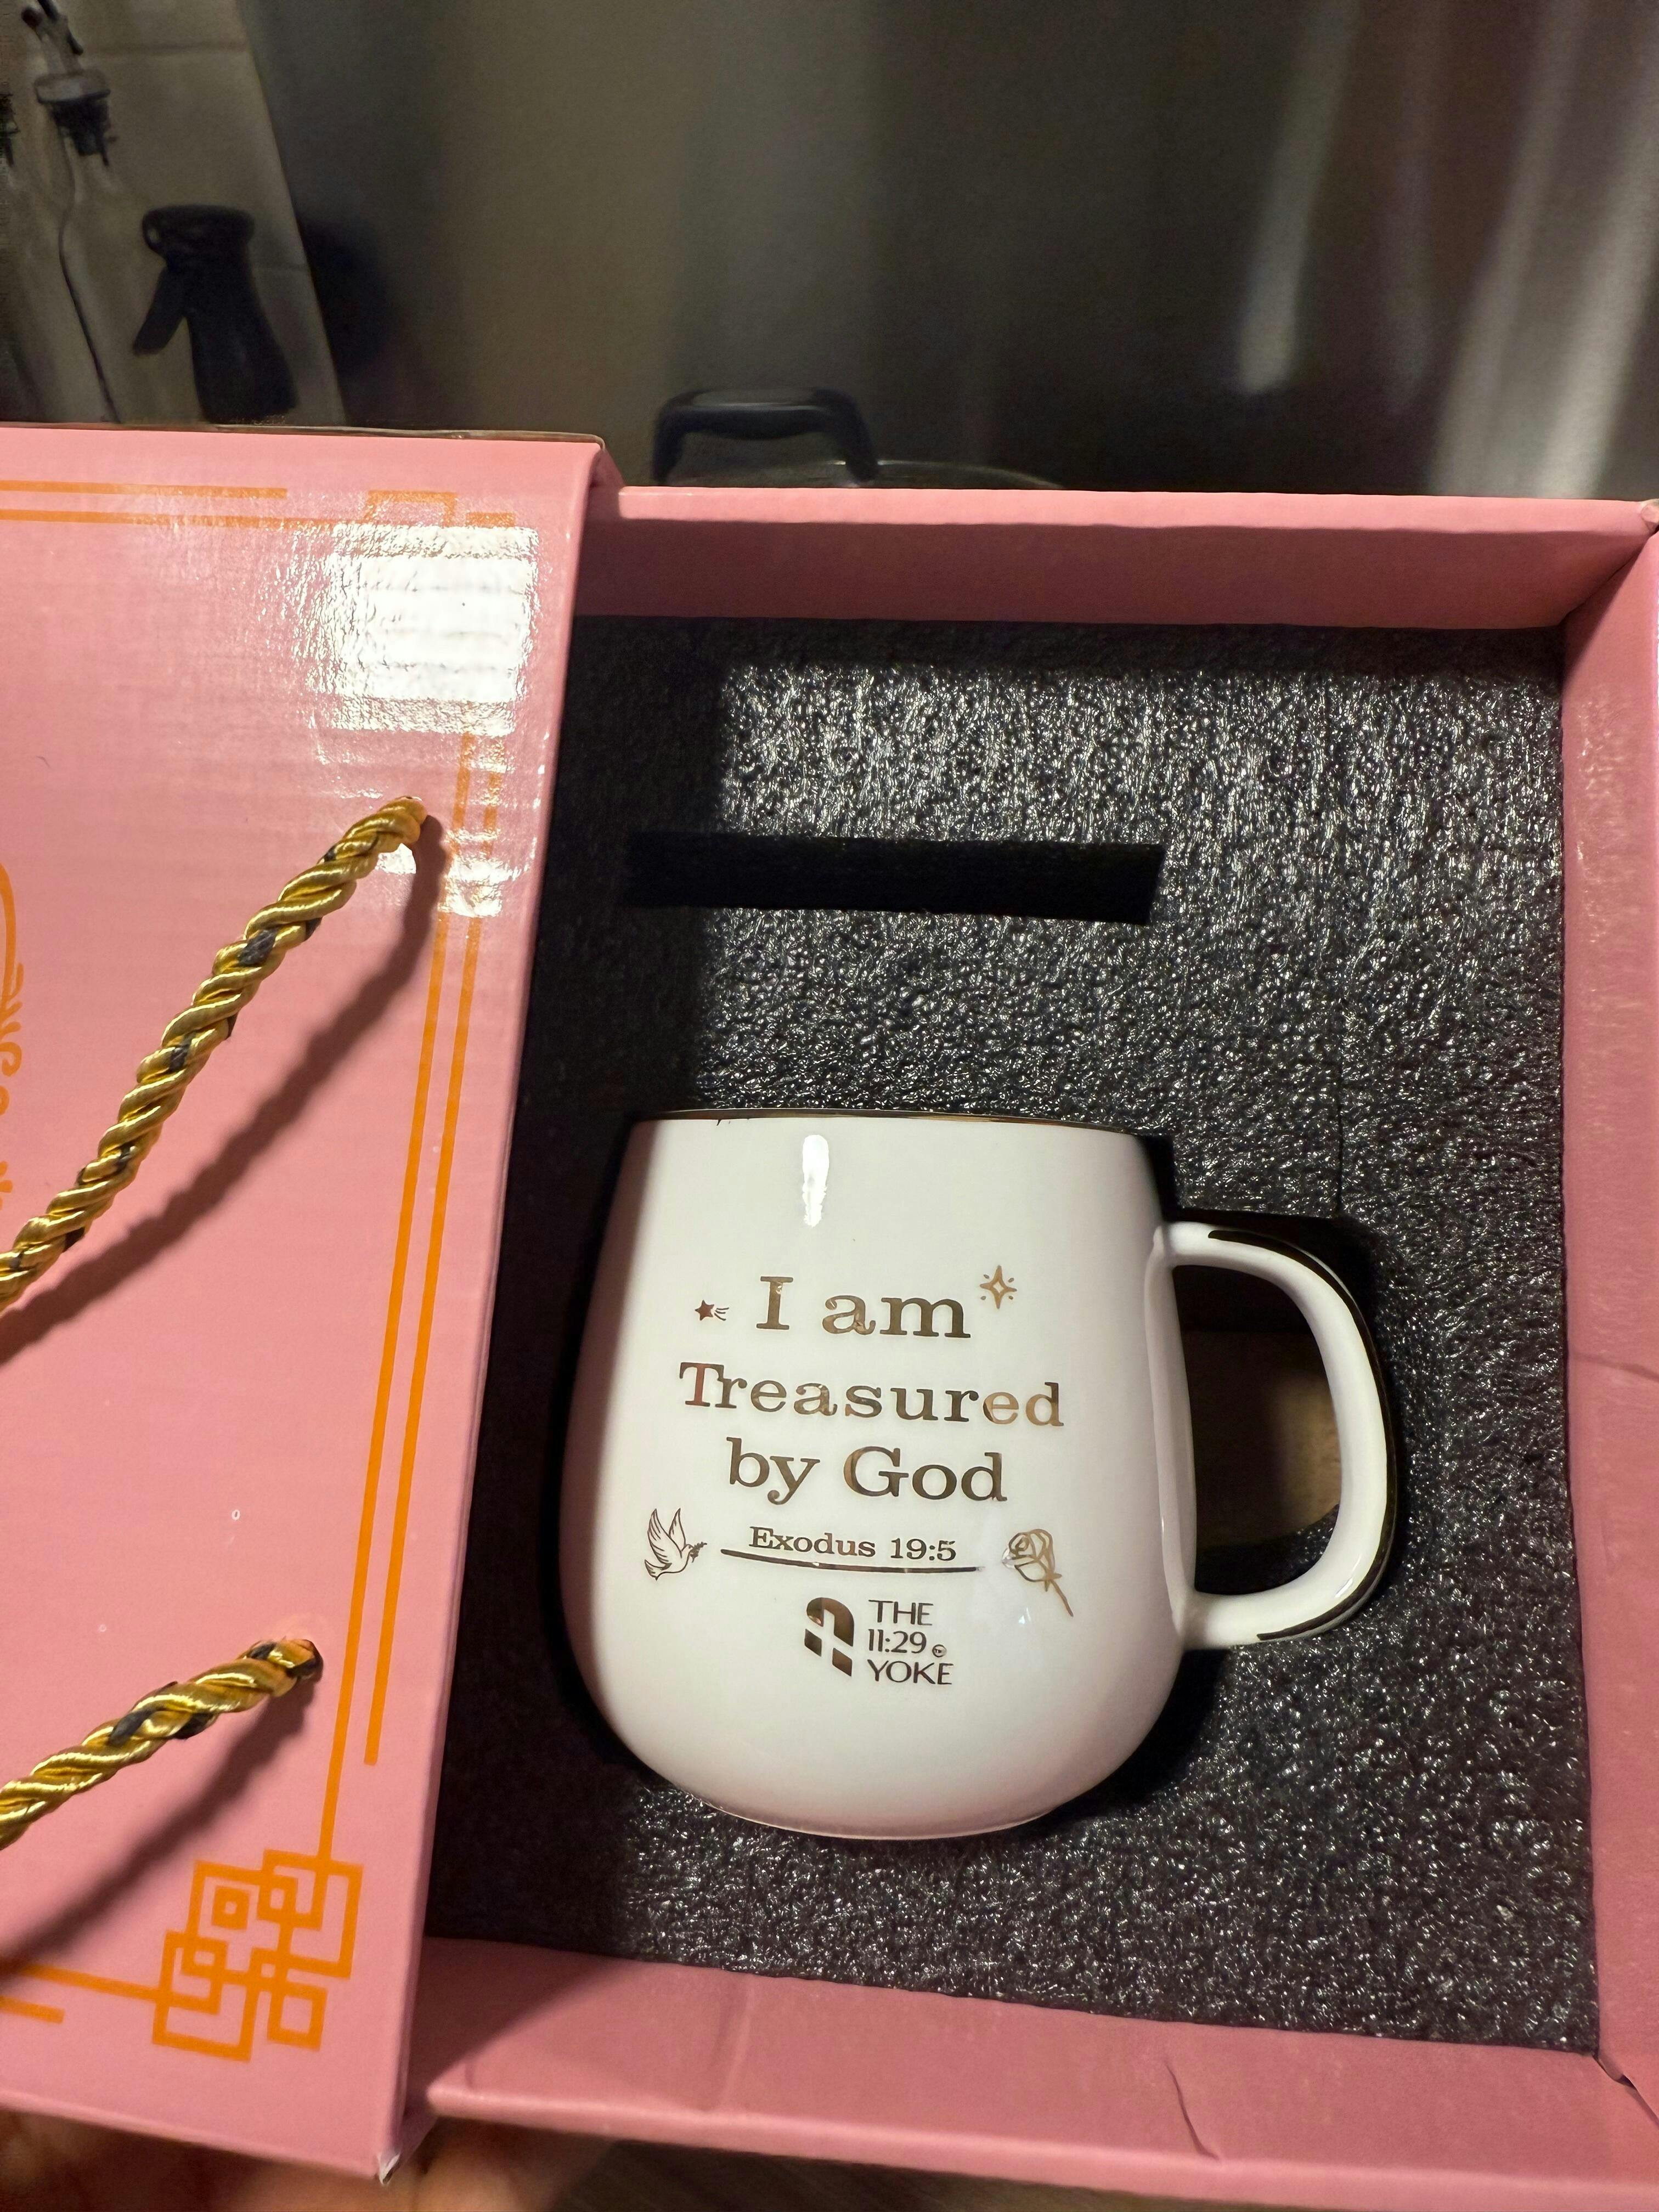 I am
Treasured
by God
Exodus 19:5
THE
11:29
YOKE